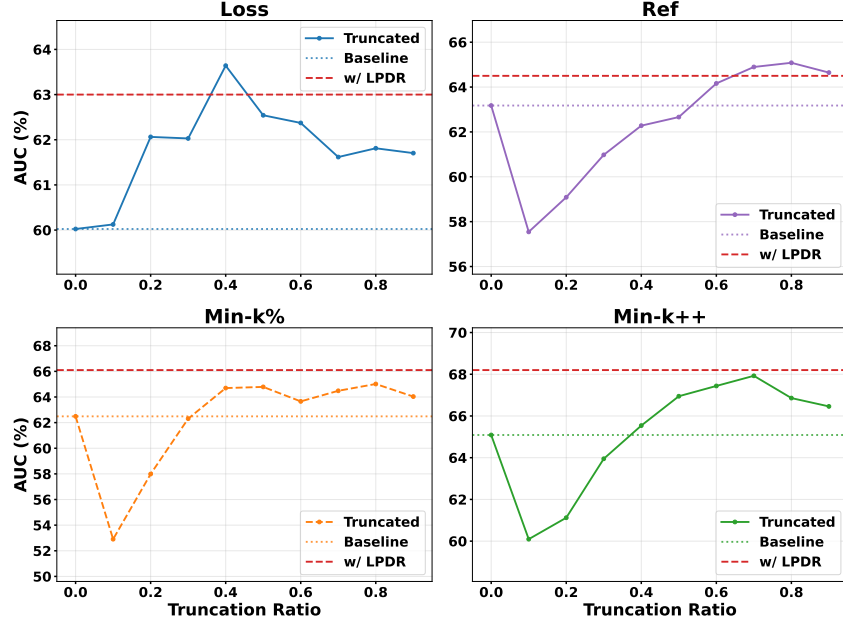 Loss
AUC (%)
64
63
62
61
60
0.0 0.2 0.4 0.6 0.8
Truncated
Baseline
w/ LPDR
Ref
66
64
62
60
58
56
0.0 0.2 0.4 0.6 0.8
Truncated
Baseline
w/ LPDR
Min-k%
AUC (%)
68
66
64
62
60
58
56
54
52
50
0.0 0.2 0.4 0.6 0.8
Truncation Ratio
Truncated
Baseline
w/ LPDR
Min-k++
70
68
66
64
62
60
0.0 0.2 0.4 0.6 0.8
Truncation Ratio
Truncated
Baseline
w/ LPDR